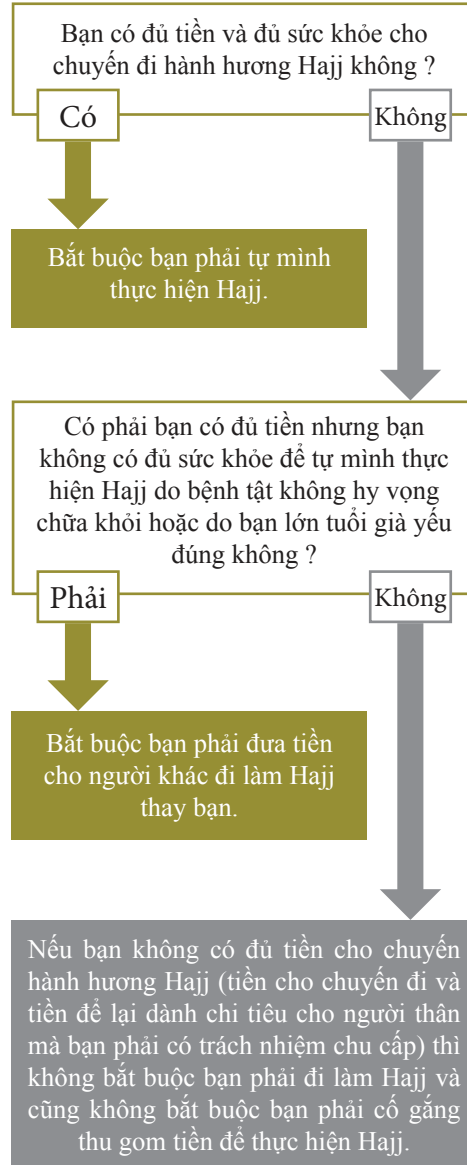 Bạn có đủ tiền và đủ sức khỏe cho
chuyến đi hành hương Hajj không ?
Có
Không
Bắt buộc bạn phải tự mình
thực hiện Hajj.
Có phải bạn có đủ tiền nhưng bạn
không có đủ sức khỏe để tự mình thực
hiện Hajj do bệnh tật không hy vọng
chữa khỏi hoặc do bạn lớn tuổi già yếu
đúng không ?
Phải
Không
Bắt buộc bạn phải đưa tiền
cho người khác đi làm Hajj
thay bạn.
Nếu bạn không có đủ tiền cho chuyến
hành hương Hajj (tiền cho chuyến đi và
tiền để lại dành chi tiêu cho người thân
mà bạn phải có trách nhiệm chu cấp) thì
không bắt buộc bạn phải đi làm Hajj và
cũng không bắt buộc bạn phải cố gắng
thu gom tiền để thực hiện Hajj.